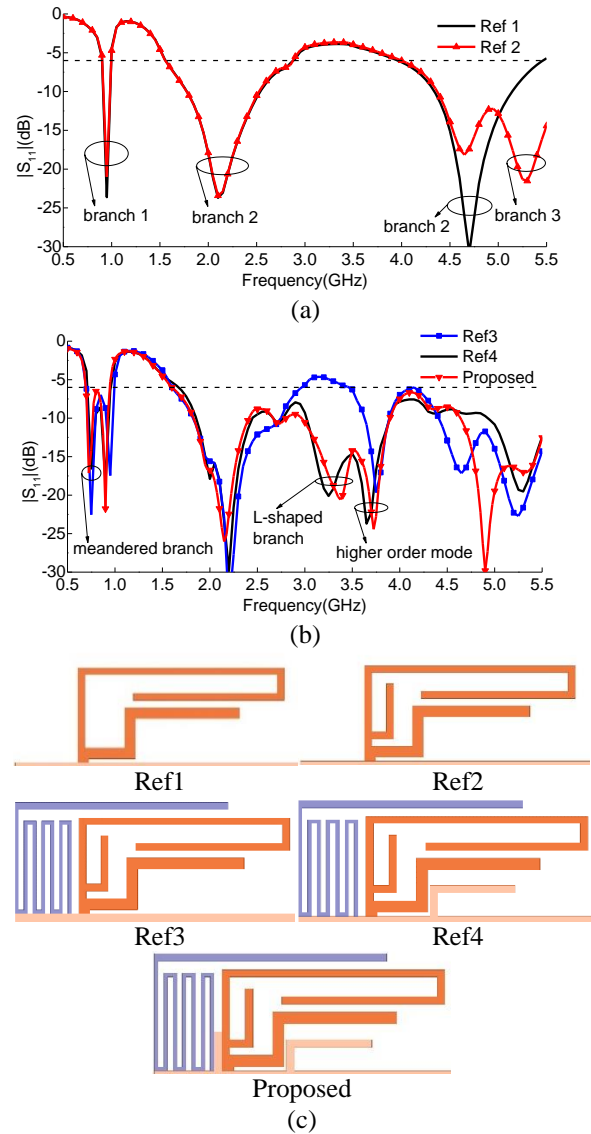 0
-5
-10
-15
-20
-25
-30
|S11|(dB)
Ref 1
Ref 2
branch 1
branch 2
branch 2
branch 3
0.5 1.0 1.5 2.0 2.5 3.0 3.5 4.0 4.5 5.0 5.5
Frequency(GHz)
(a)
0
-5
-10
-15
-20
-25
-30
|S11|(dB)
Ref3
Ref4
Proposed
meandered branch
L-shaped
branch
higher order mode
0.5 1.0 1.5 2.0 2.5 3.0 3.5 4.0 4.5 5.0 5.5
Frequency(GHz)
(b)
Ref1
Ref2
Ref3
Ref4
Proposed
(c)